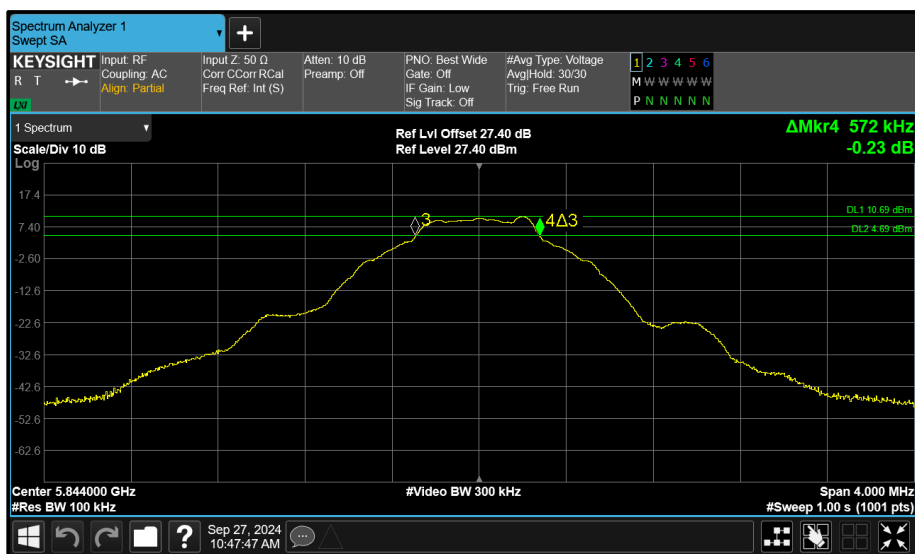 Spectrum Analyzer 1
Swept SA
KEYSIGHT
R T
LXI
Input: RF
Coupling: AC
Align: Partial
Input Z: 50 Ω
Corr CCorr RCal
Freq Ref: Int (S)
Atten: 10 dB
Preamp: Off
PNO: Best Wide
Gate: Off
IF Gain: Low
Sig Track: Off
#Avg Type: Voltage
Avg|Hold: 30/30
Trig: Free Run
1 2 3 4 5 6
M W W W W W
P N N N N N
1 Spectrum
Scale/Div 10 dB
Log
Ref Lvl Offset 27.40 dB
Ref Level 27.40 dBm
ΔMkr4 572 kHz
-0.23 dB
17.4
7.40
-2.60
-12.6
-22.6
-32.6
-42.6
-52.6
-62.6
3
4Δ3
DL1 10.69 dBm
DL2 4.69 dBm
Center 5.844000 GHz
#Res BW 100 kHz
#Video BW 300 kHz
Span 4.000 MHz
#Sweep 1.00 s (1001 pts)
?
Sep 27, 2024
10:47:47 AM